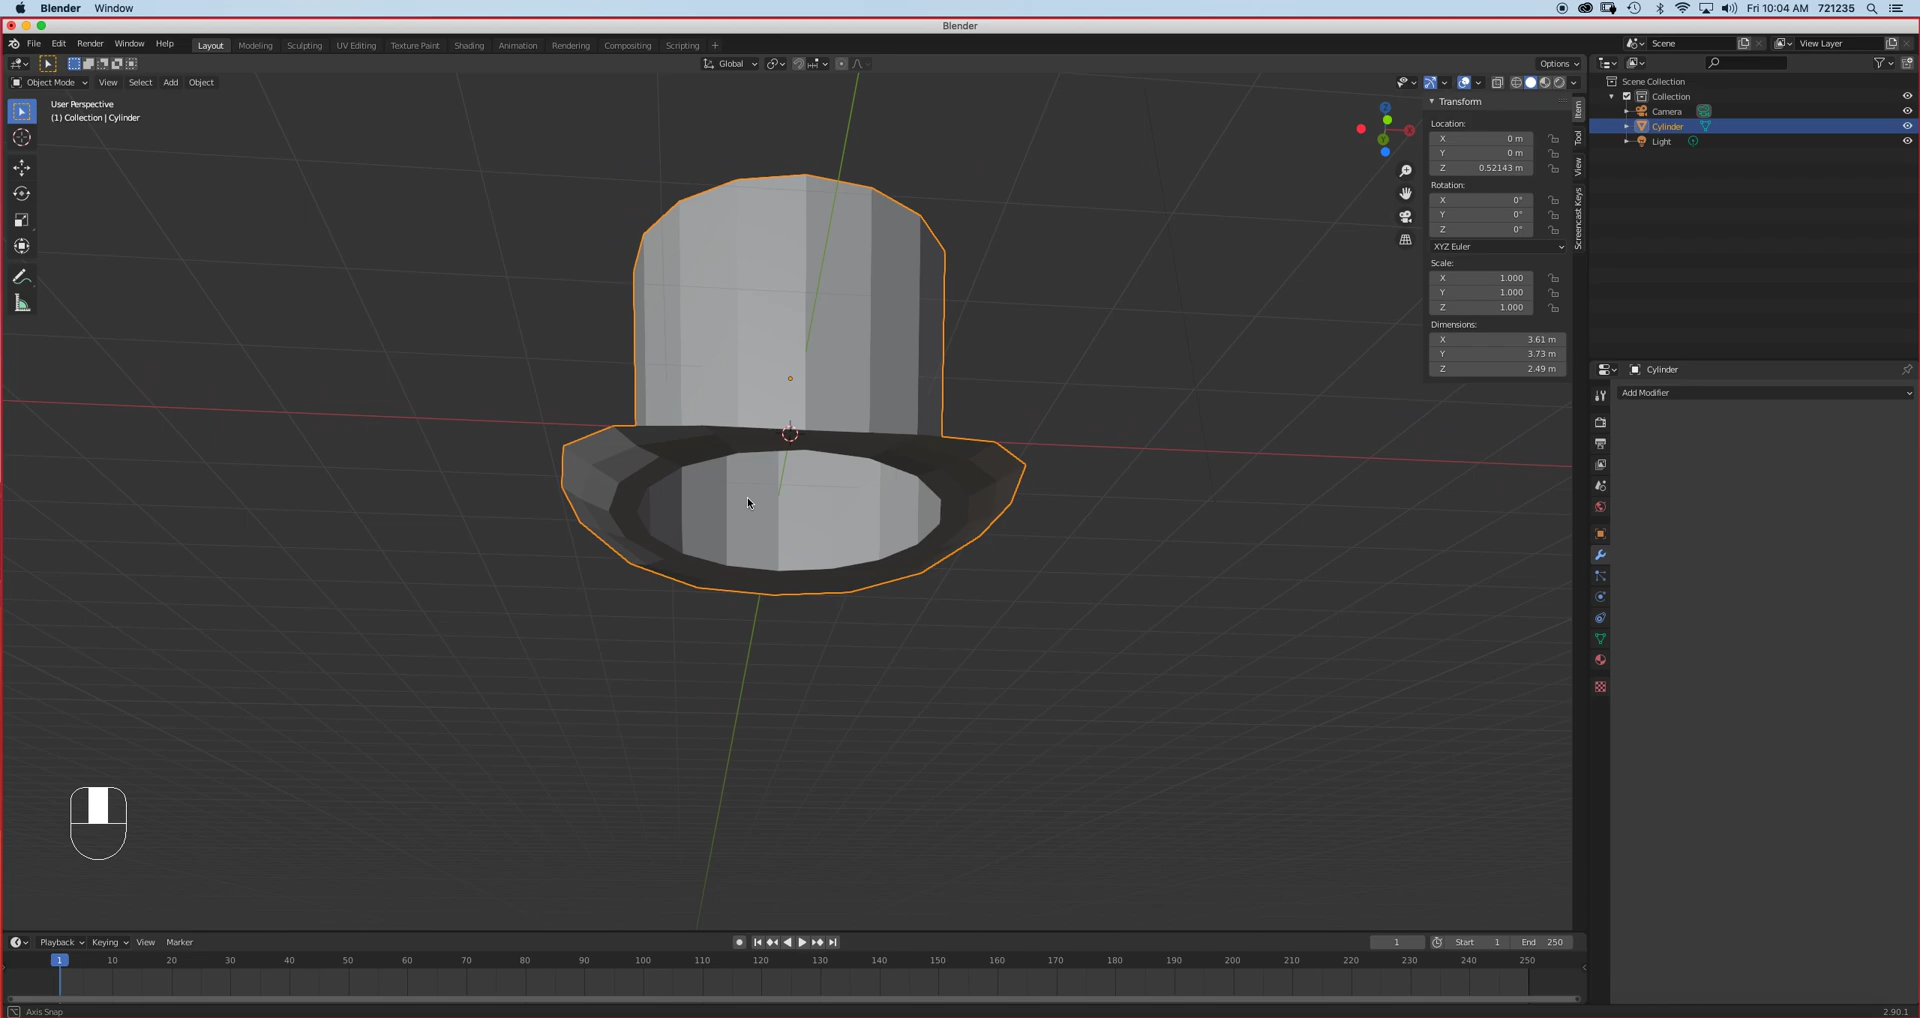 Blender Window Fri 10:04 AM 721235
Blender
File Edit Render Window Help Layout Modeling Sculpting UV Editing Texture Paint Shading Animation Rendering Compositing Scripting + Scene View Layer
Global Options
Object Mode View Select Add Object
User Perspective
(1) Collection | Cylinder
Transform
Location:
X 0 m
Y 0 m
Z 0.52143 m
Rotation:
X 0°
Y 0°
Z 0°
XYZ Euler
Scale:
X 1.000
Y 1.000
Z 1.000
Dimensions:
X 3.61 m
Y 3.73 m
Z 2.49 m
Item
Tool
View
Screencast Keys
Scene Collection
Collection
Camera
Cylinder
Light
Cylinder
Add Modifier
Playback Keying View Marker 1 Start 1 End 250
1 10 20 30 40 50 60 70 80 90 100 110 120 130 140 150 160 170 180 190 200 210 220 230 240 250
Axis Snap 2.90.1